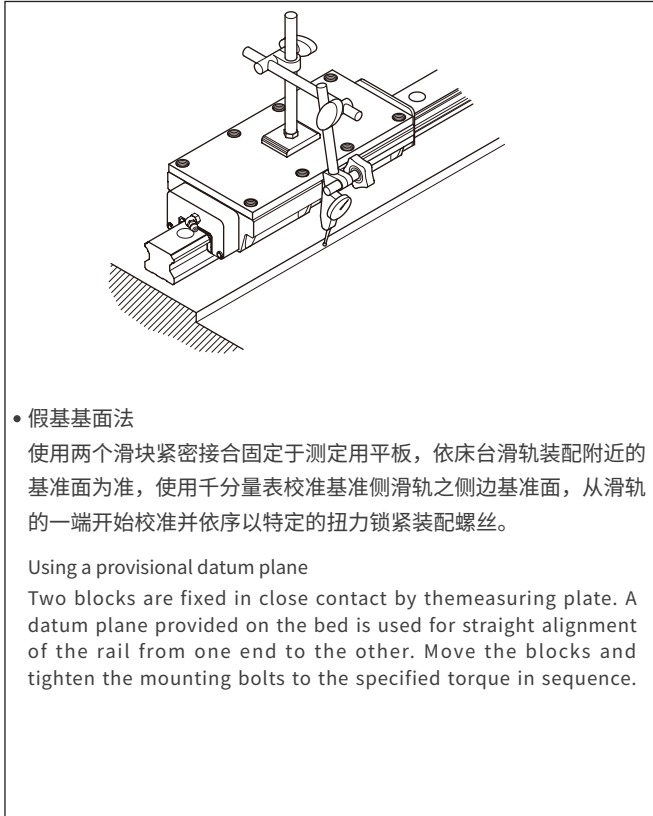 • 假基基面法
使用两个滑块紧密接合固定于测定用平板，依床台滑轨装配附近的
基准面为准，使用千分量表校准基准侧滑轨之侧边基准面，从滑轨
的一端开始校准并依序以特定的扭力锁紧装配螺丝。
Using a provisional datum plane
Two blocks are fixed in close contact by themeasuring plate. A
datum plane provided on the bed is used for straight alignment
of the rail from one end to the other. Move the blocks and
tighten the mounting bolts to the specified torque in sequence.